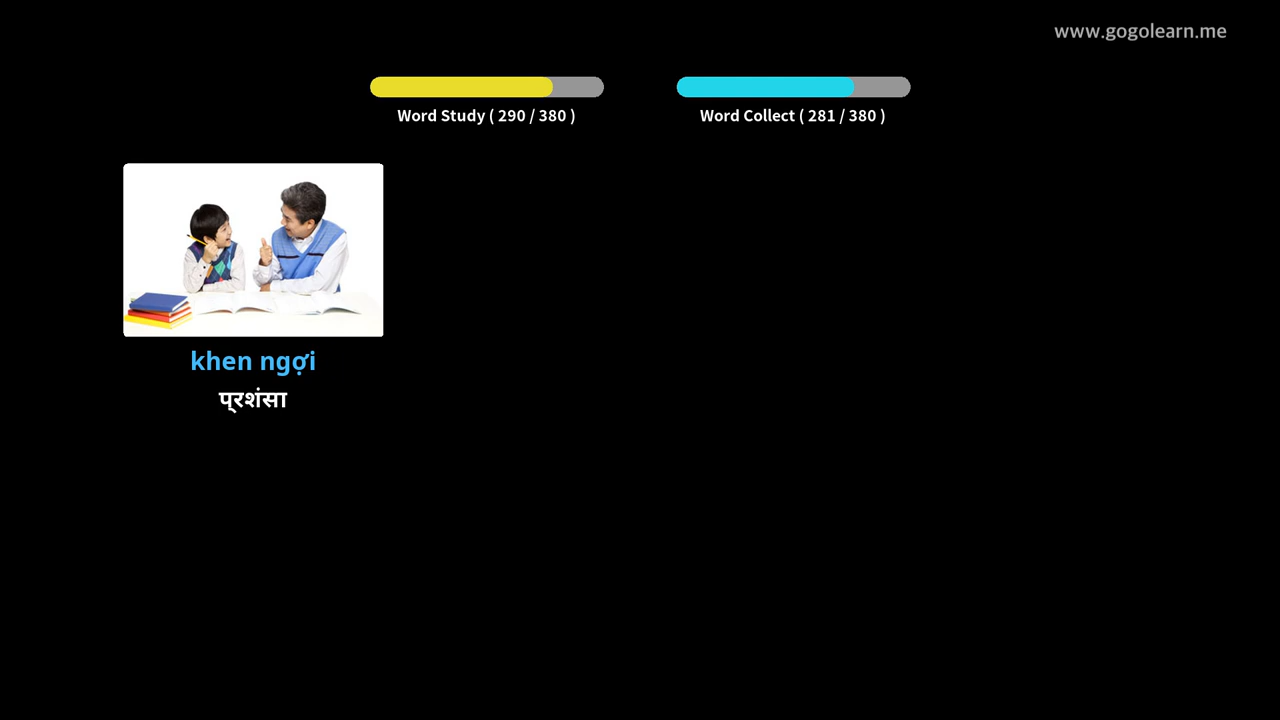 www.gogolearn.me
Word Study ( 290 / 380 )
Word Collect ( 281 / 380 )
khen ngợi
प्रशंसा